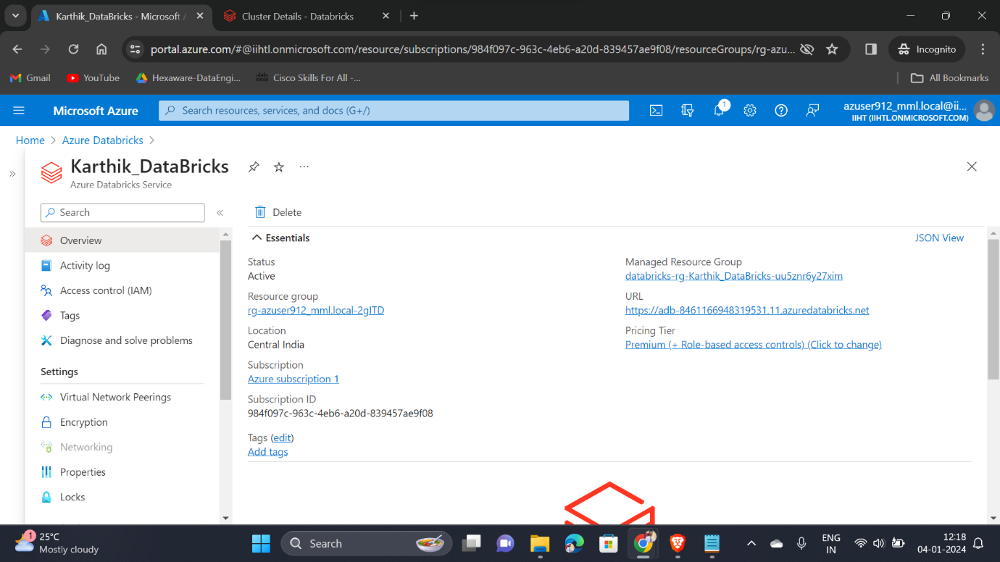 Karthik_DataBricks - Microsoft A
Cluster Details - Databricks
portal.azure.com/#@iihtl.onmicrosoft.com/resource/subscriptions/984f097c-963c-4eb6-a20d-839457ae9f08/resourceGroups/rg-azu...
Incognito
Gmail
YouTube
Hexaware-DataEngi...
Cisco Skills For All -...
All Bookmarks
Microsoft Azure
Search resources, services, and docs (G+/)
1
azuser912_mml.local@ii...
IIHT (IIHTL.ONMICROSOFT.COM)
Home > Azure Databricks >
Karthik_DataBricks
Azure Databricks Service
Search
Overview
Activity log
Access control (IAM)
Tags
Diagnose and solve problems
Settings
Virtual Network Peerings
Encryption
Networking
Properties
Locks
Delete
Essentials
JSON View
Status
Active
Resource group
rg-azuser912_mml.local-2gITD
Location
Central India
Subscription
Azure subscription 1
Subscription ID
984f097c-963c-4eb6-a20d-839457ae9f08
Managed Resource Group
databricks-rg-Karthik_DataBricks-uu5znr6y27xim
URL
https://adb-8461166948319531.11.azuredatabricks.net
Pricing Tier
Premium (+ Role-based access controls) (Click to change)
Tags (edit)
Add tags
1
25°C
Mostly cloudy
Search
ENG
IN
12:18
04-01-2024